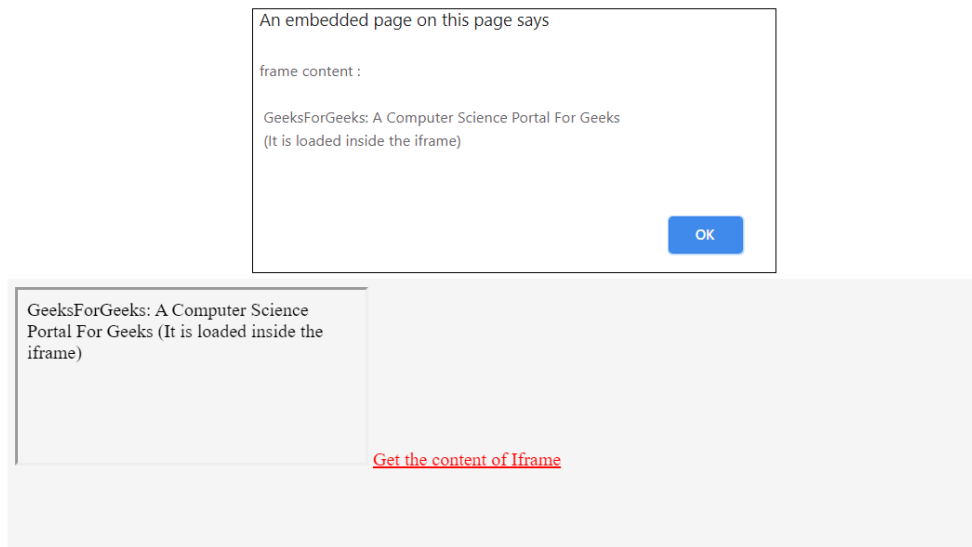 An embedded page on this page says
frame content :
GeeksForGeeks: A Computer Science Portal For Geeks
(It is loaded inside the iframe)
OK
GeeksForGeeks: A Computer Science
Portal For Geeks (It is loaded inside the
iframe)
Get the content of Iframe